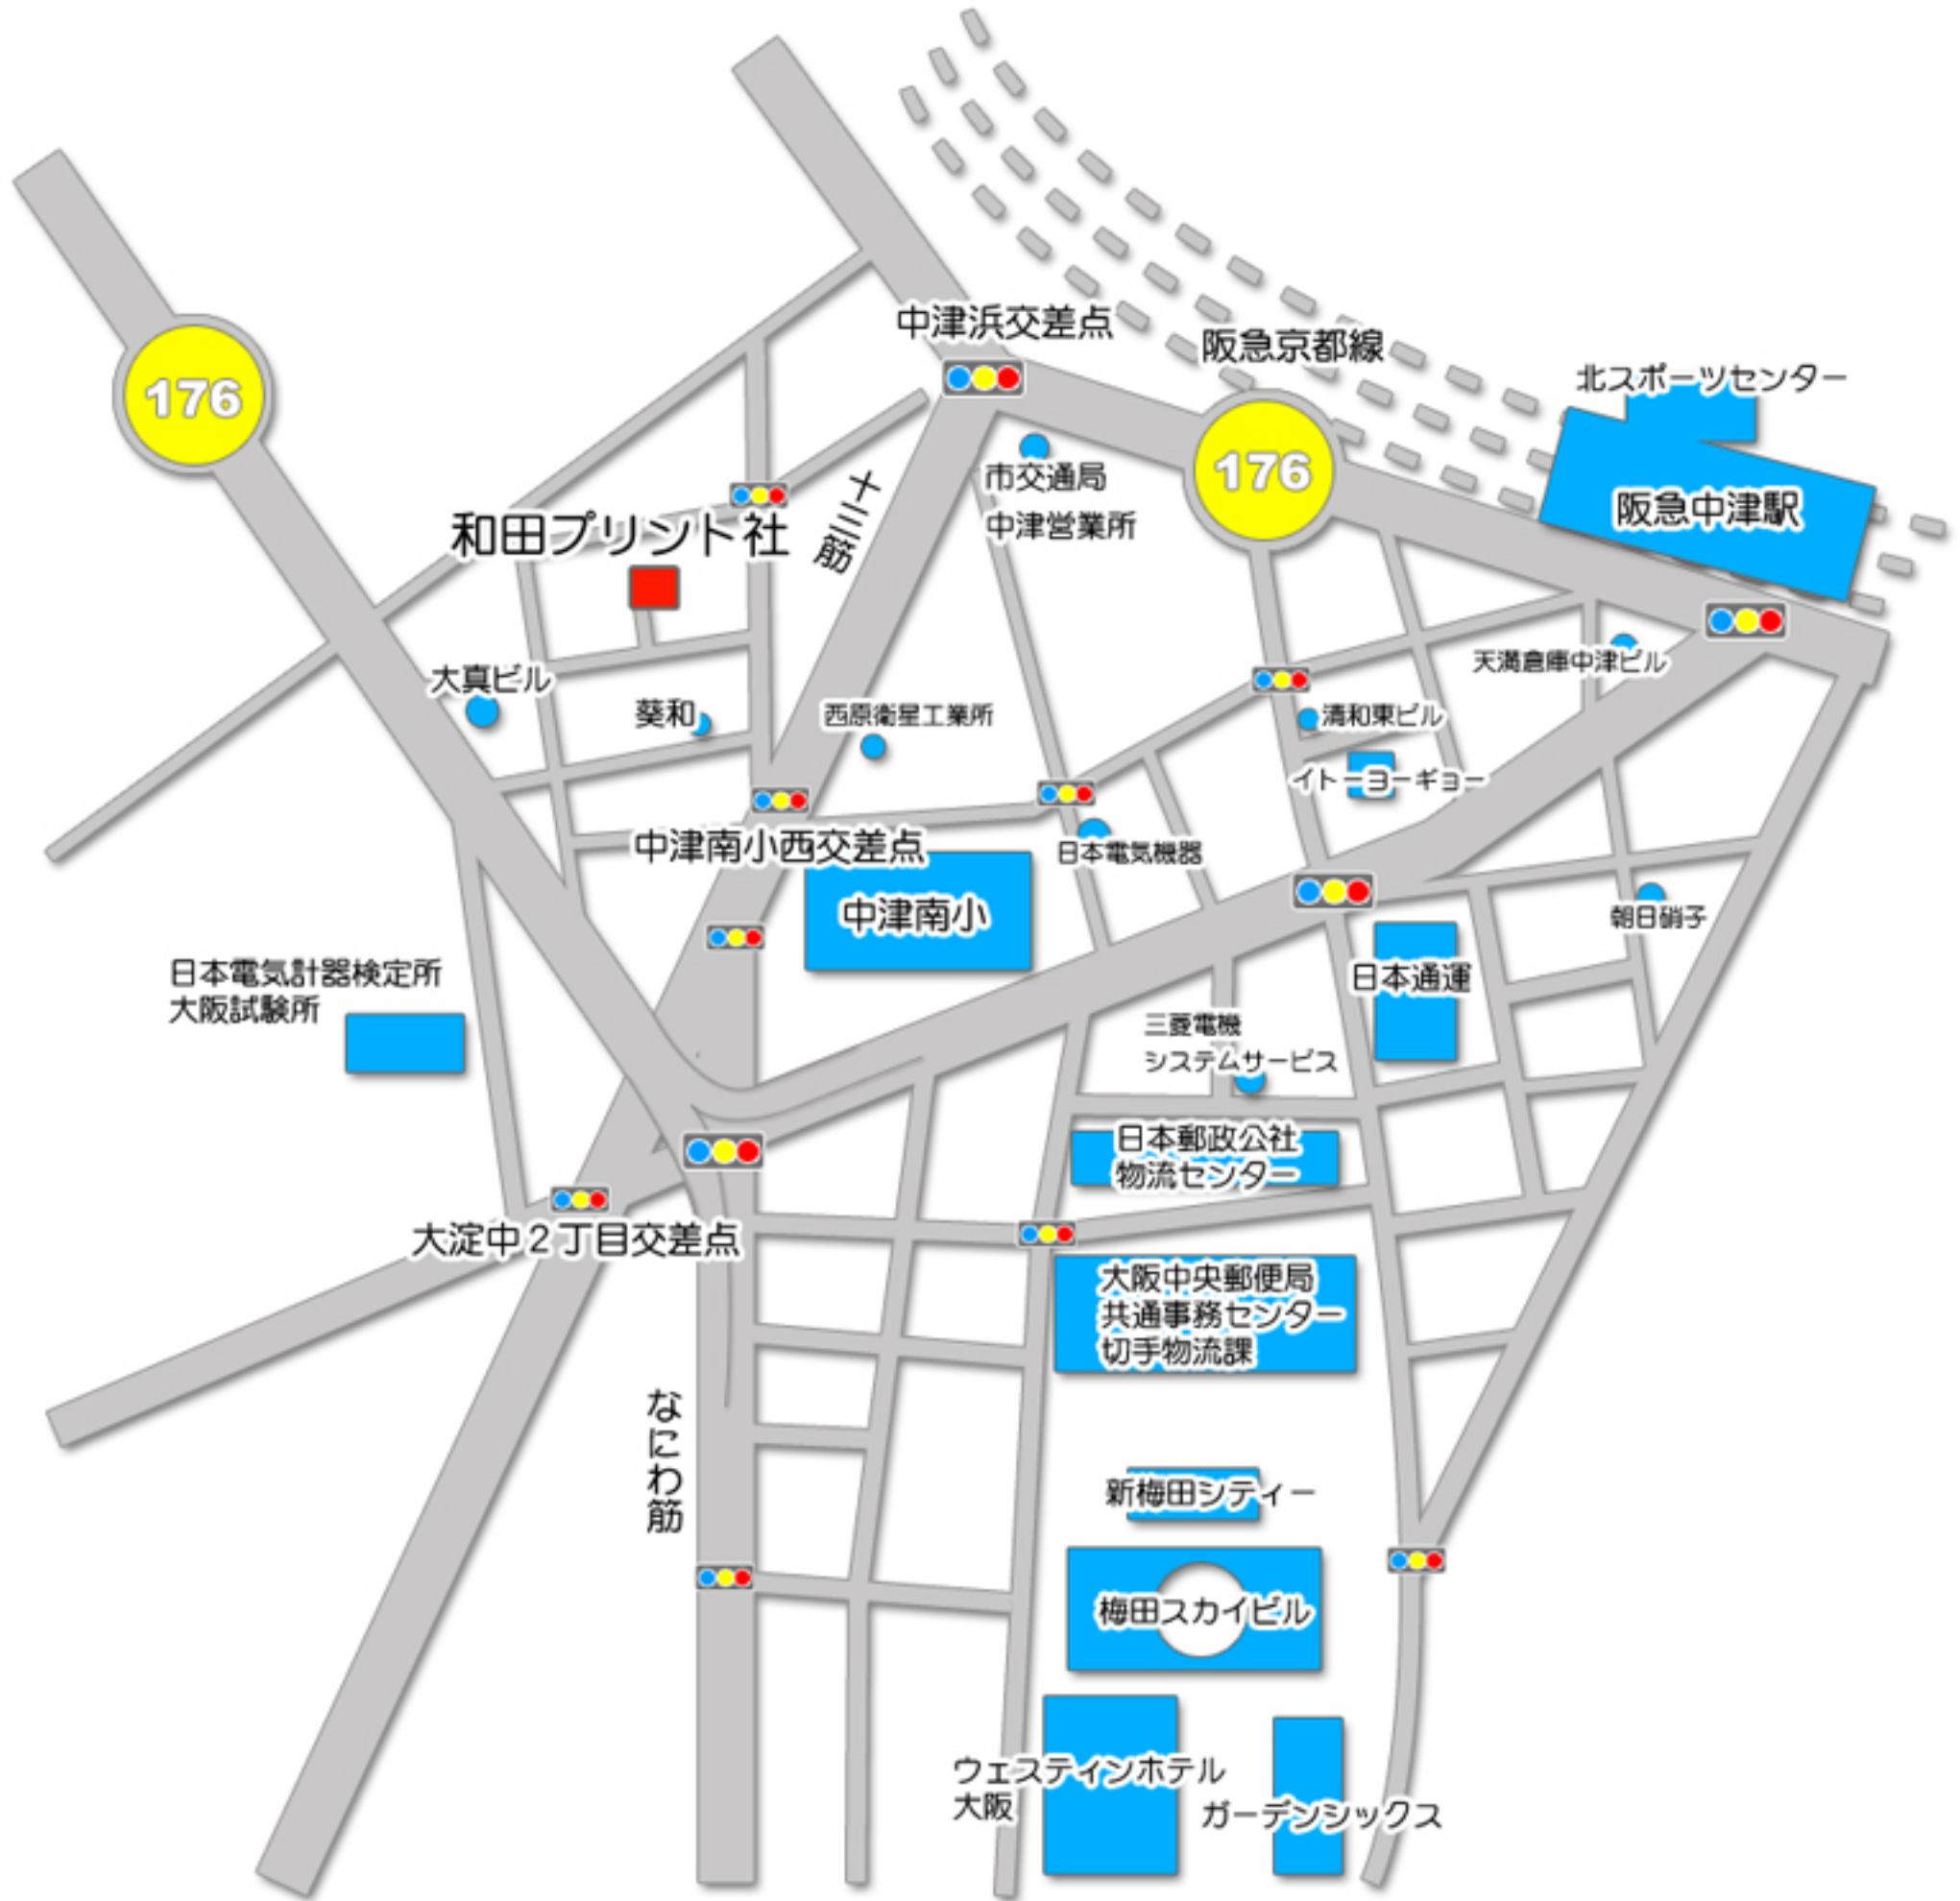 中津浜交差点
阪急京都線
北スポーツセンター
176
176
阪急中津駅
市交通局
中津営業所
十三筋
和田プリント社
天満倉庫中津ビル
大真ビル
葵和
西原衛星工業所
清和東ビル
イトーヨーギョー
中津南小西交差点
日本電気機器
中津南小
朝日硝子
日本電気計器検定所
大阪試験所
日本通運
三菱電機
システムサービス
日本郵政公社
物流センター
大淀中2丁目交差点
大阪中央郵便局
共通事務センター
切手物流課
なにわ筋
新梅田シティー
梅田スカイビル
ウェスティンホテル
大阪
ガーデンシックス